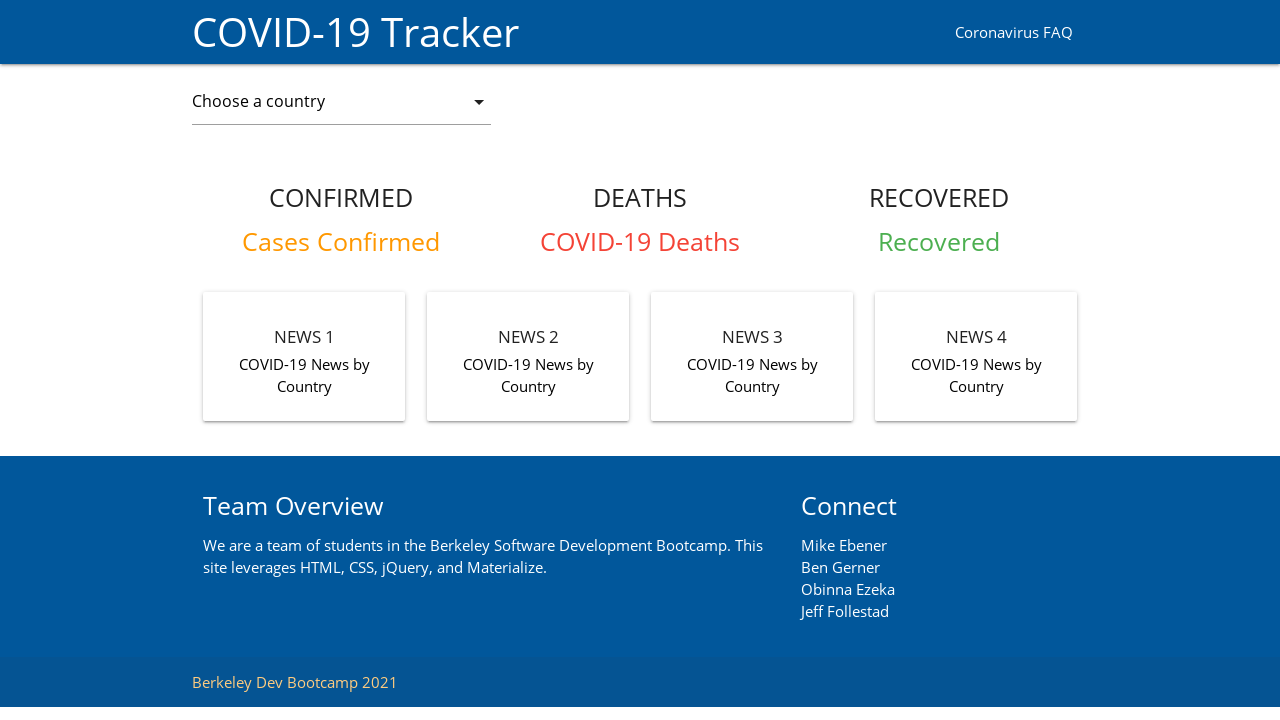 COVID-19 Tracker
Coronavirus FAQ
Choose a country
CONFIRMED
Cases Confirmed
DEATHS
COVID-19 Deaths
RECOVERED
Recovered
NEWS 1
COVID-19 News by
Country
NEWS 2
COVID-19 News by
Country
NEWS 3
COVID-19 News by
Country
NEWS 4
COVID-19 News by
Country
Team Overview
We are a team of students in the Berkeley Software Development Bootcamp. This
site leverages HTML, CSS, jQuery, and Materialize.
Connect
Mike Ebener
Ben Gerner
Obinna Ezeka
Jeff Follestad
Berkeley Dev Bootcamp 2021